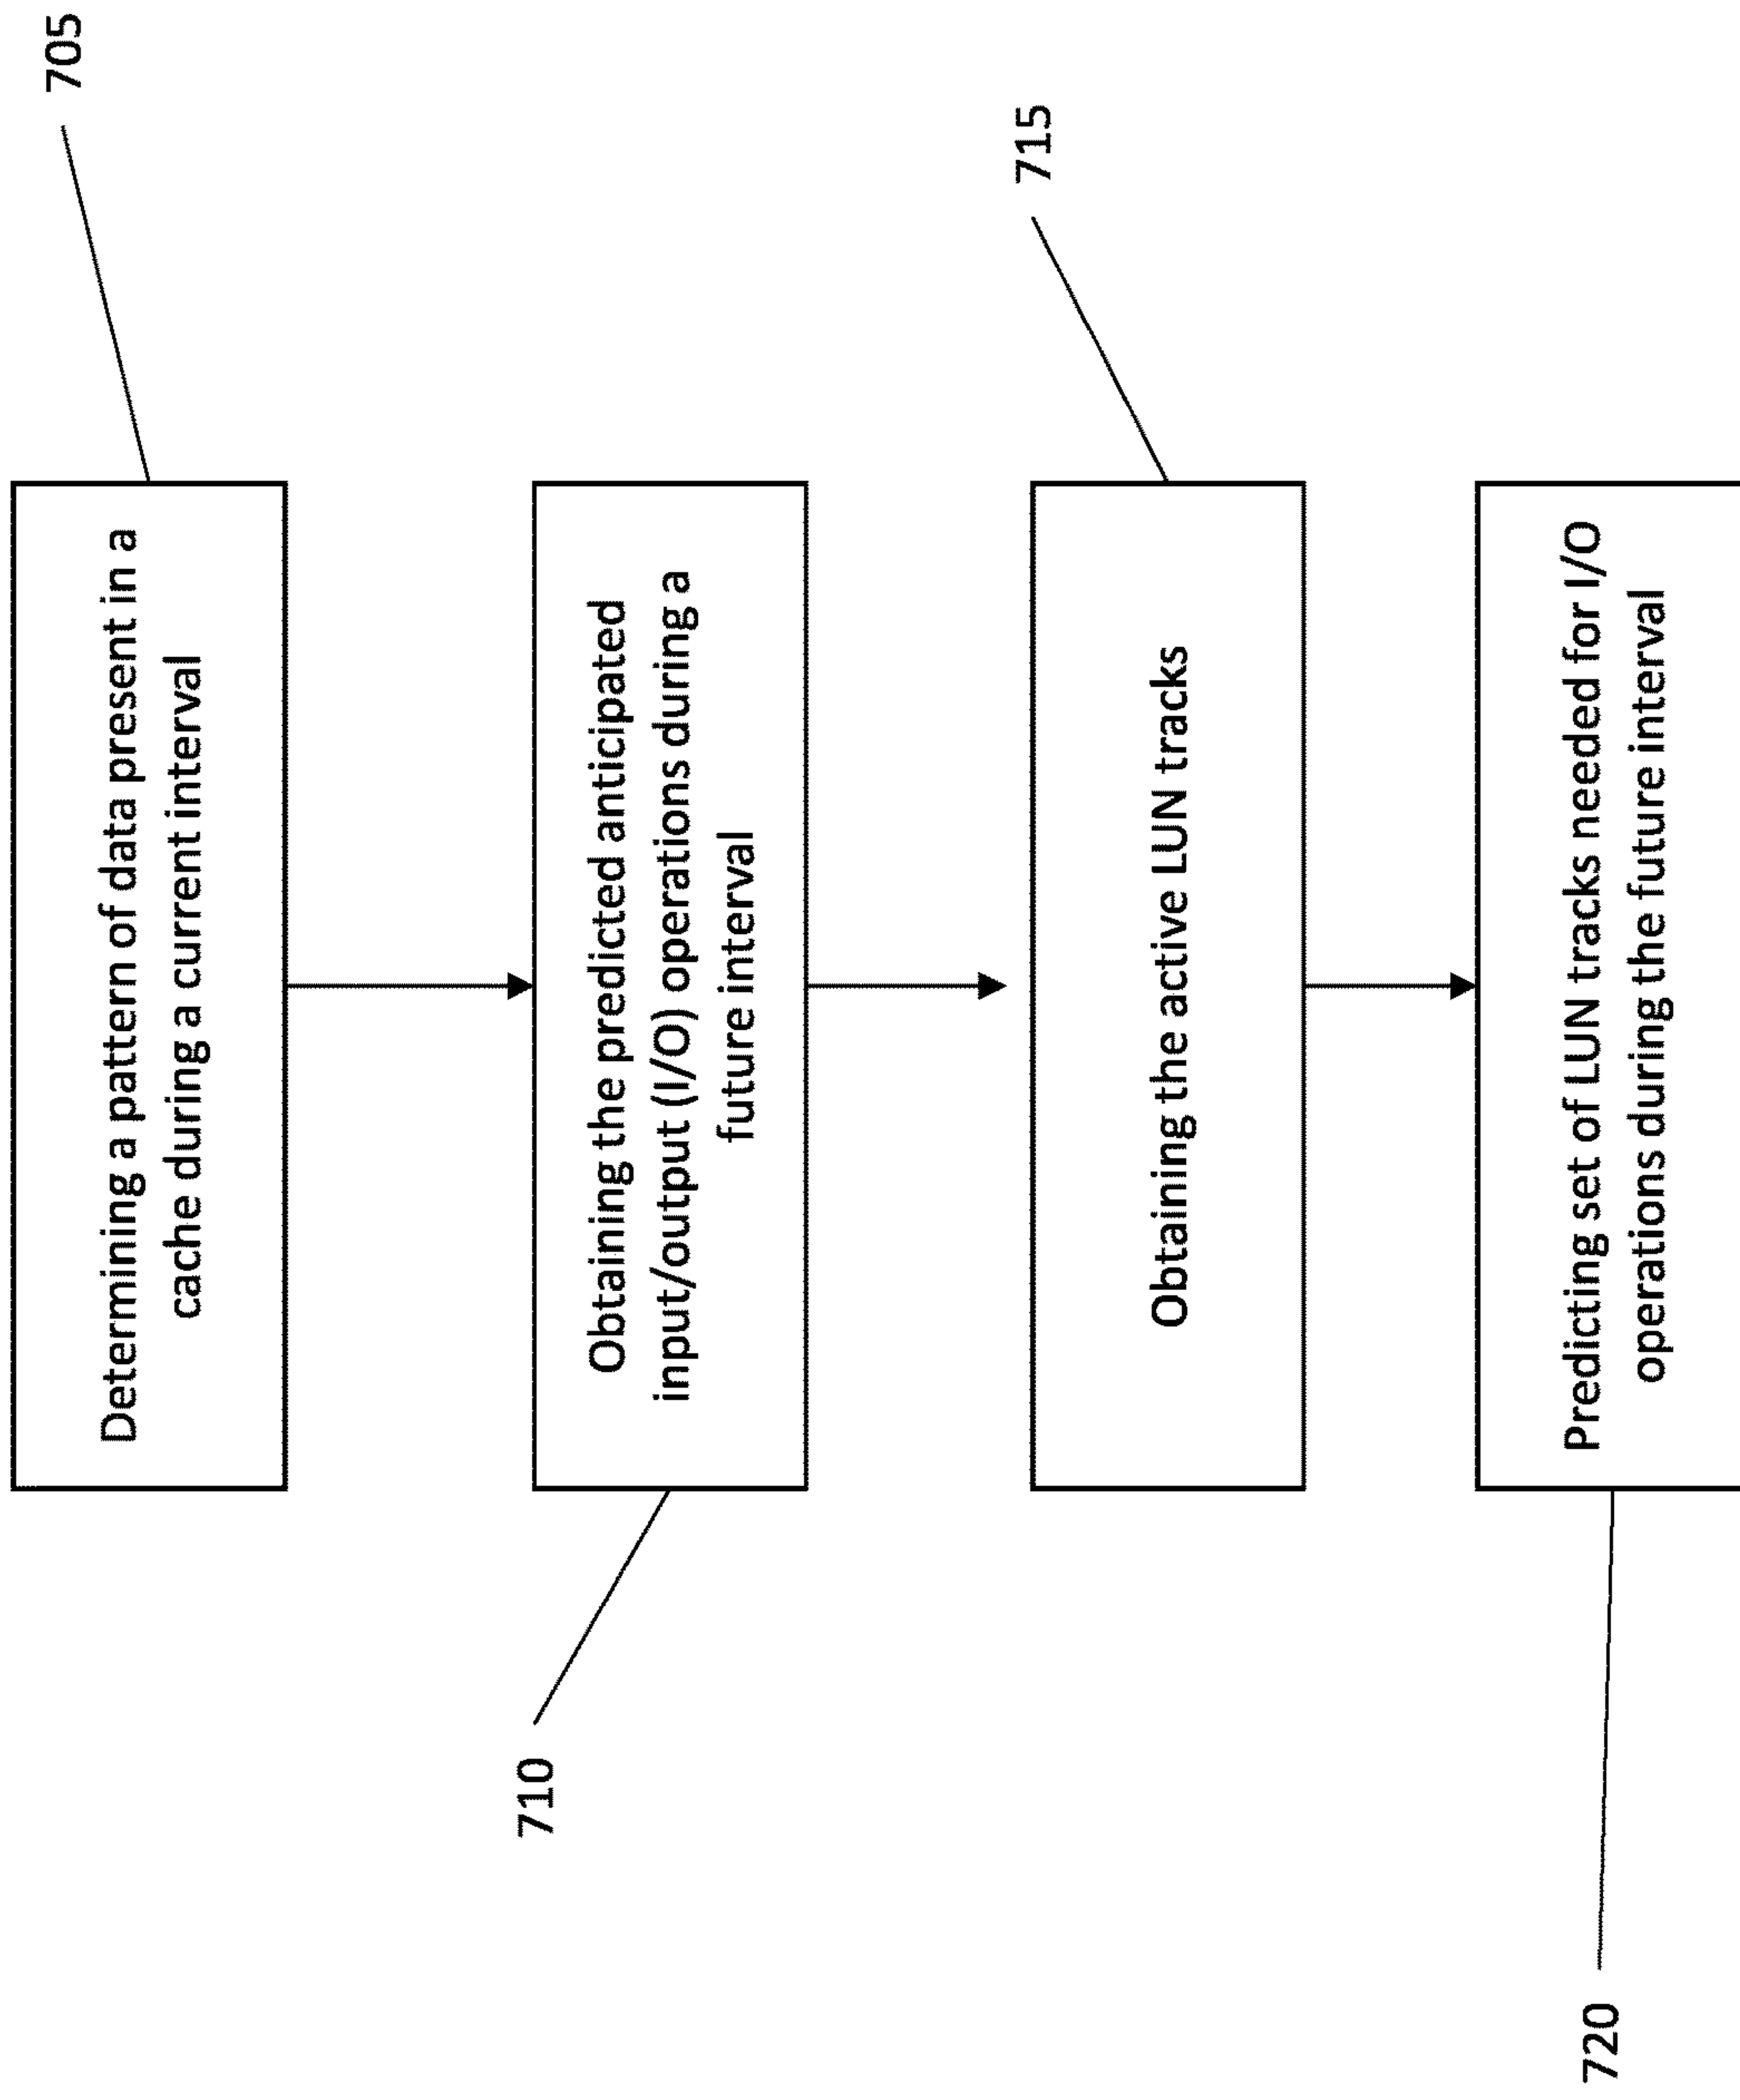 705
Determining a pattern of data present in a
cache during a current interval
710
Obtaining the predicted anticipated
input/output (I/O) operations during a
future interval
715
Obtaining the active LUN tracks
720
Predicting set of LUN tracks needed for I/O
operations during the future interval